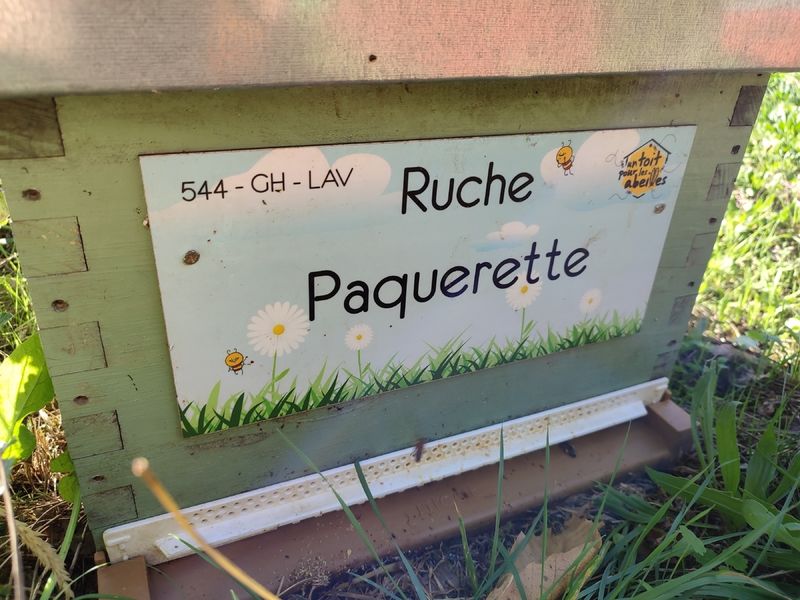 544 - GH - LAV
Ruche
Paquerette
un toit
pour les
abeilles